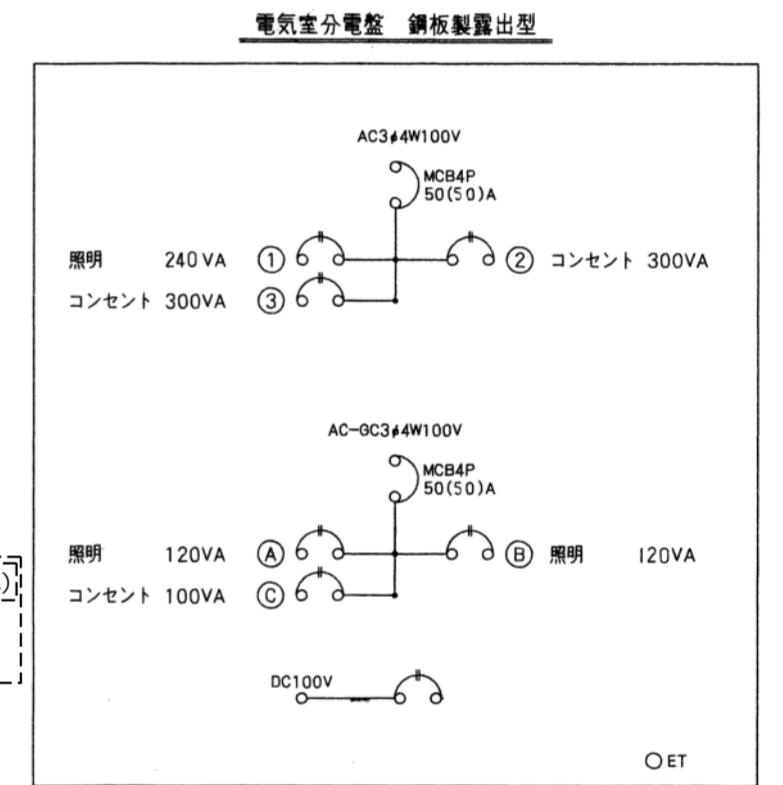 電気室分電盤 鋼板製露出型
AC3φ4W100V
MCB4P
50(50)A
照明 240VA ① ② コンセント 300VA
コンセント 300VA ③
AC-GC3φ4W100V
MCB4P
50(50)A
照明 120VA Ⓐ Ⓑ 照明 120VA
コンセント 100VA Ⓒ
DC100V
ET